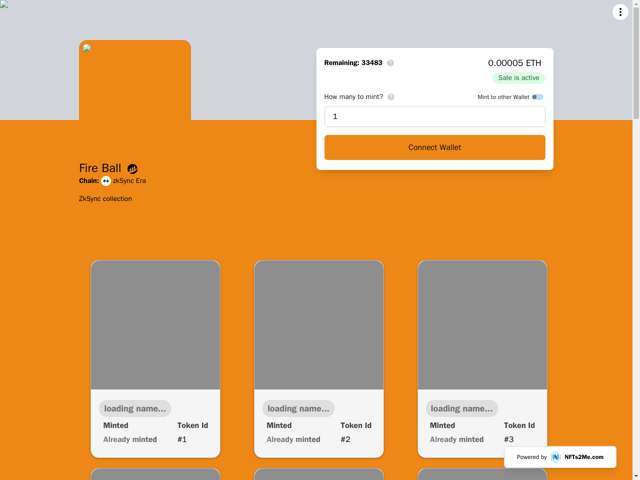 Remaining: 33483
0.00005 ETH
Sale is active
How many to mint?
Mint to other Wallet
1
Connect Wallet
Fire Ball
Chain: zkSync Era
ZkSync collection
loading name...
Minted Token Id
Already minted #1
loading name...
Minted Token Id
Already minted #2
loading name...
Minted Token Id
Already minted #3
Powered by NFTs2Me.com